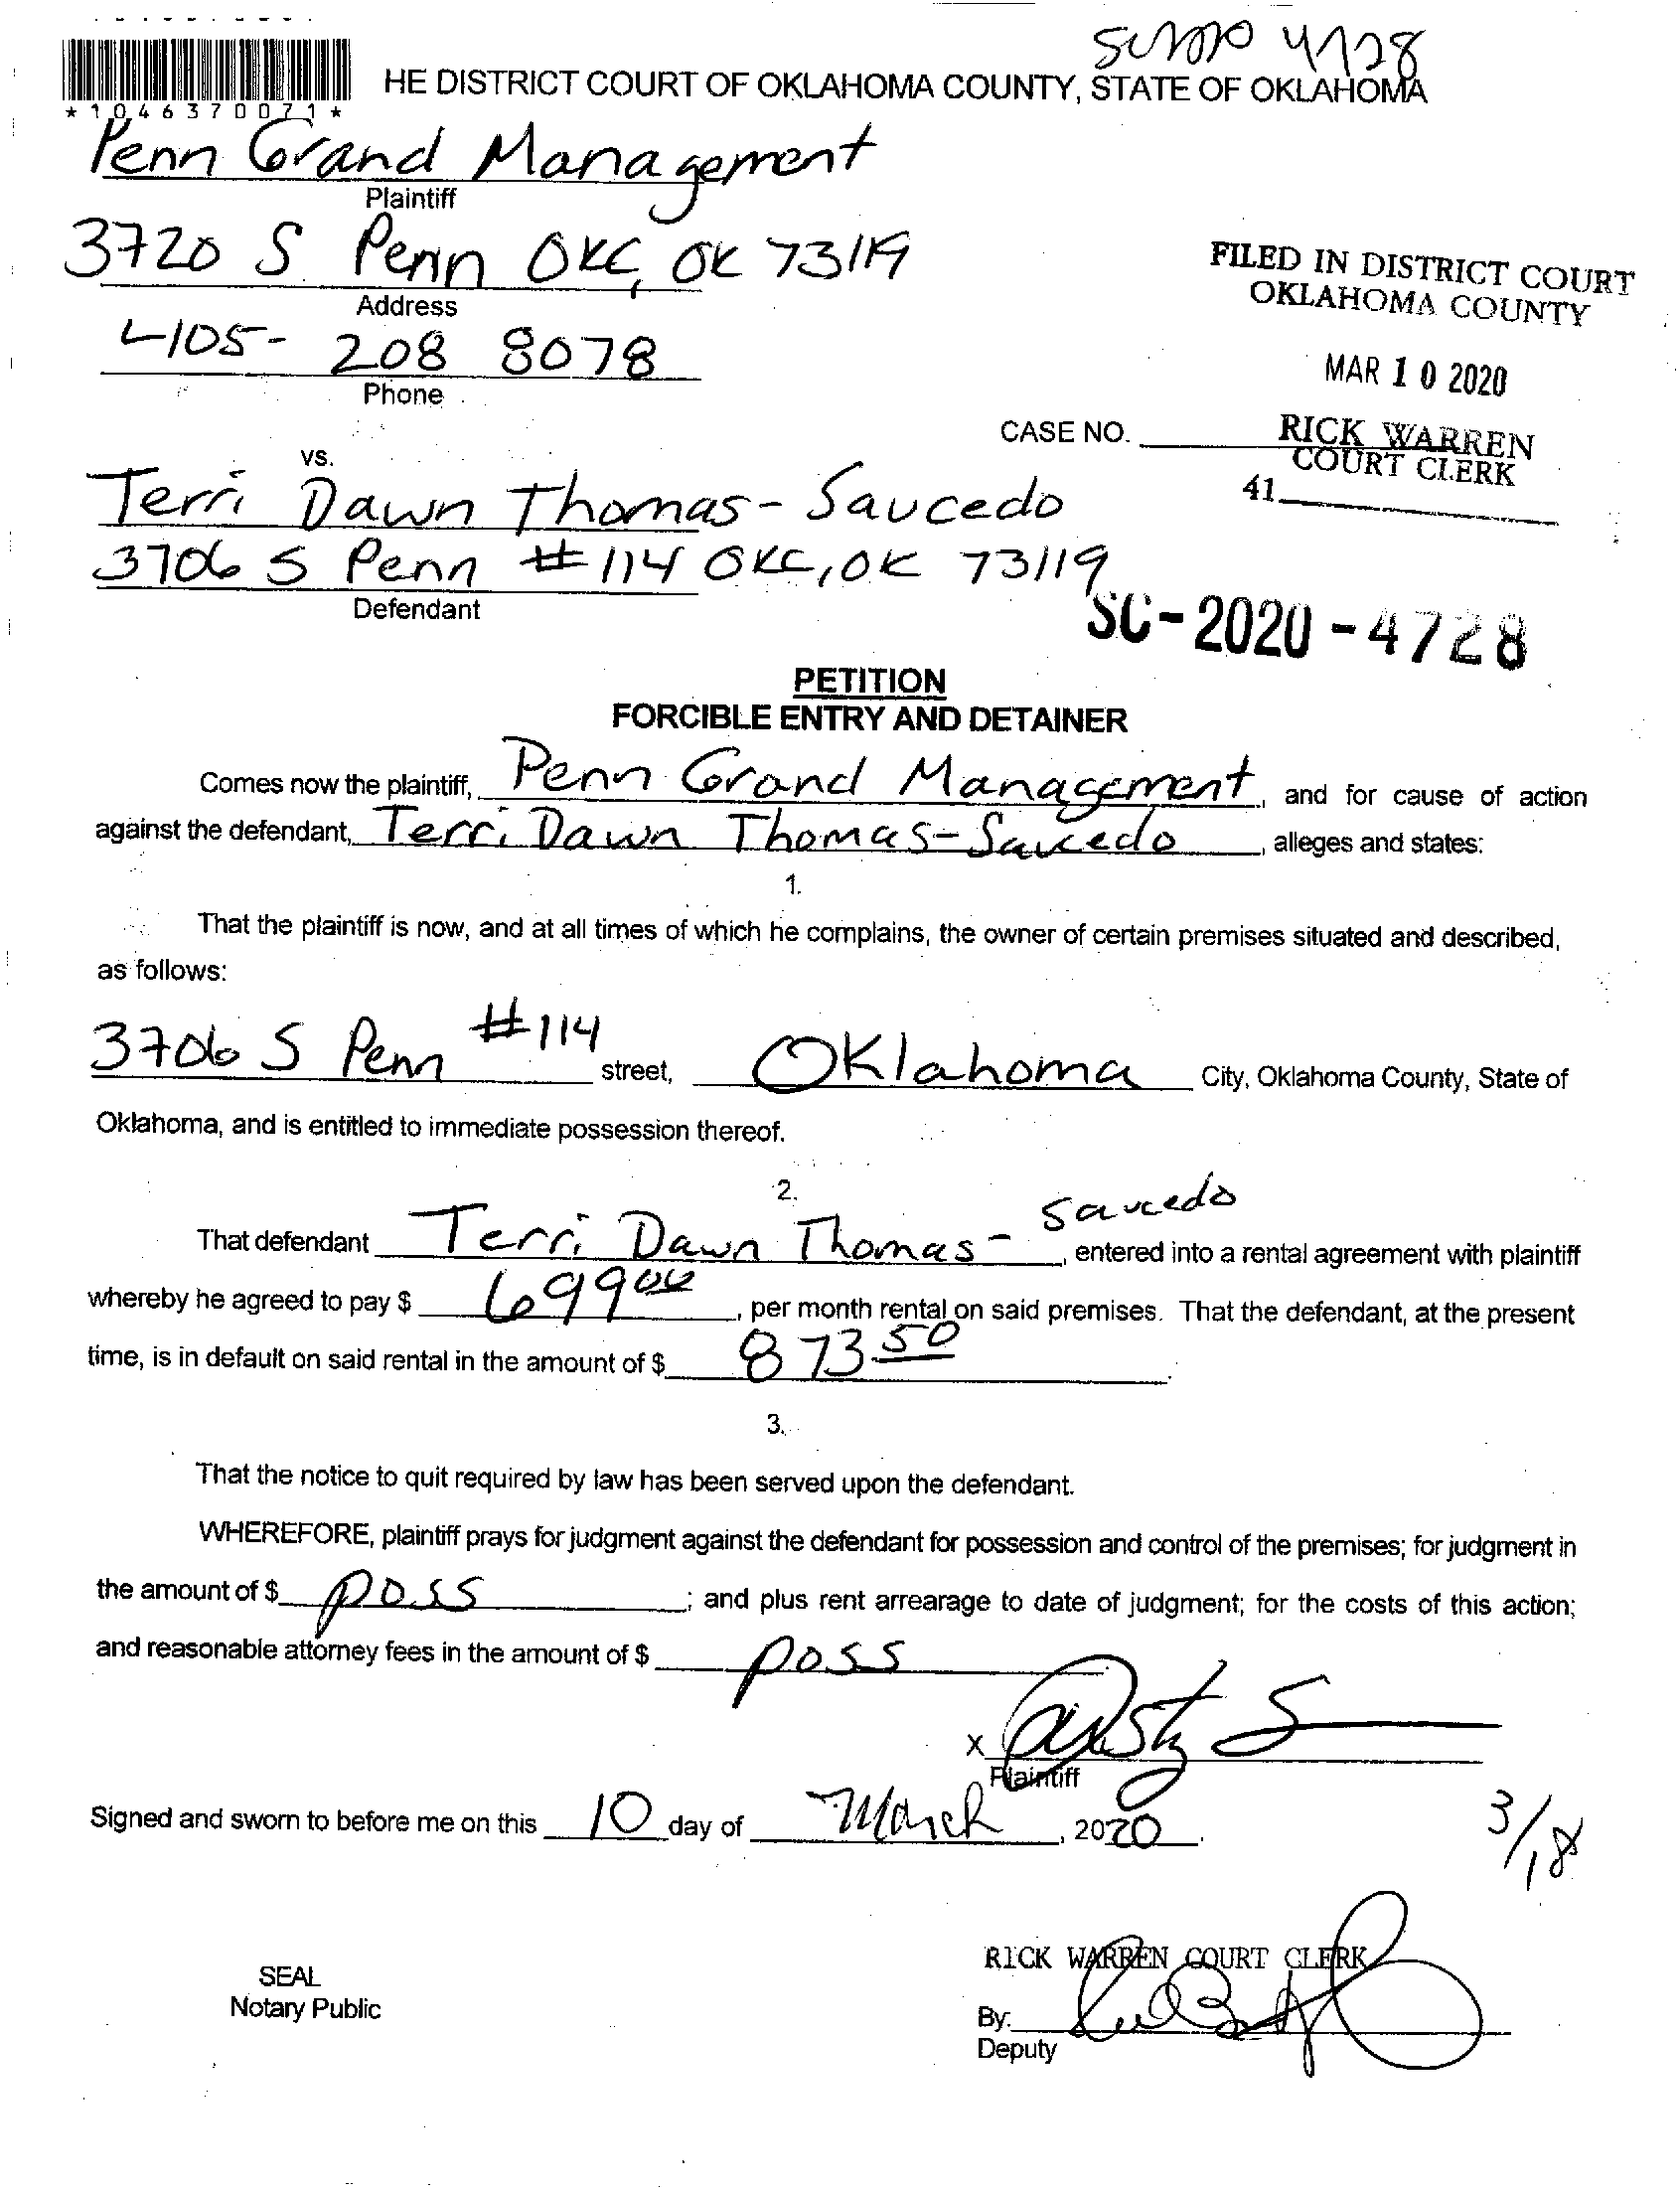 HE DISTRICT COURT OF OKLAHOMA COUNTY, STATE OF OKLAHOMA
*1046370071*
Penn Grand Management
Plaintiff
3720 S Penn OKC, OK 73119
Address
FILED IN DISTRICT COURT
OKLAHOMA COUNTY
405-208 8078
Phone
MAR 10 2020
CASE NO.
RICK WARREN
COURT CLERK
41
vs.
Terri Dawn Thomas-Saucedo
3706 S Penn #114 OKC, OK 73119
Defendant
SC-2020-4728
PETITION
FORCIBLE ENTRY AND DETAINER
Comes now the plaintiff, Penn Grand Management, and for cause of action
against the defendant, Terri Dawn Thomas-Saucedo, alleges and states:
1.
That the plaintiff is now, and at all times of which he complains, the owner of certain premises situated and described,
as follows:
3706 S Penn #114 street, Oklahoma City, Oklahoma County, State of
Oklahoma, and is entitled to immediate possession thereof.
2.
That defendant Terri Dawn Thomas-Saucedo, entered into a rental agreement with plaintiff
whereby he agreed to pay $ 699 00, per month rental on said premises. That the defendant, at the present
time, is in default on said rental in the amount of $ 873 50.
3.
That the notice to quit required by law has been served upon the defendant.
WHEREFORE, plaintiff prays for judgment against the defendant for possession and control of the premises; for judgment in
the amount of $ poss; and plus rent arrearage to date of judgment; for the costs of this action;
and reasonable attorney fees in the amount of $ poss
X
Plaintiff
Signed and sworn to before me on this 10 day of March, 2020.
3/18
RICK WARREN COURT CLERK
SEAL
Notary Public
By:
Deputy